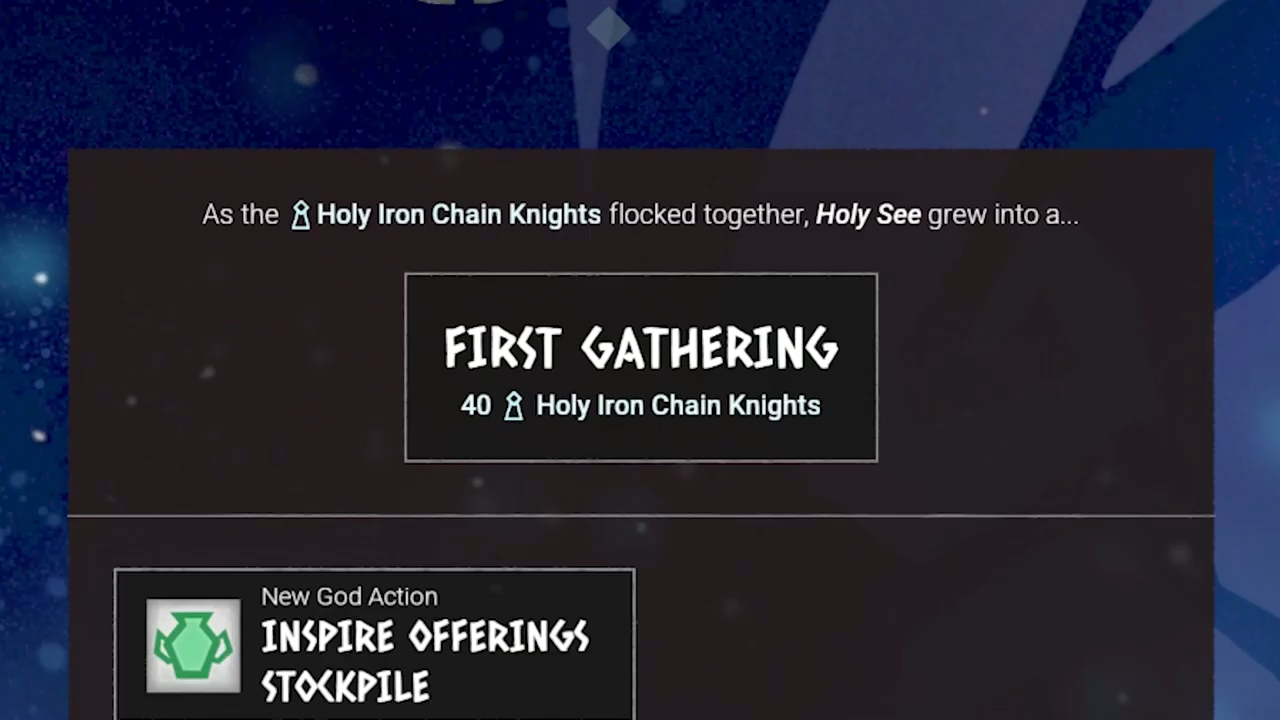 As the Holy Iron Chain Knights flocked together, Holy See grew into a...
FIRST GATHERING
40 Holy Iron Chain Knights
New God Action
INSPIRE OFFERINGS
STOCKPILE